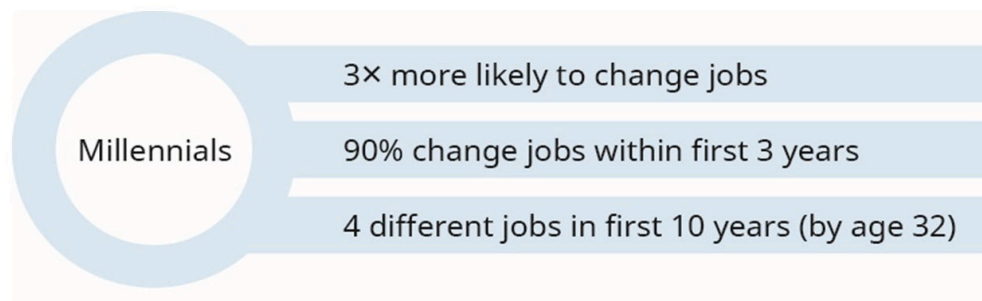 Millennials
3× more likely to change jobs
90% change jobs within first 3 years
4 different jobs in first 10 years (by age 32)